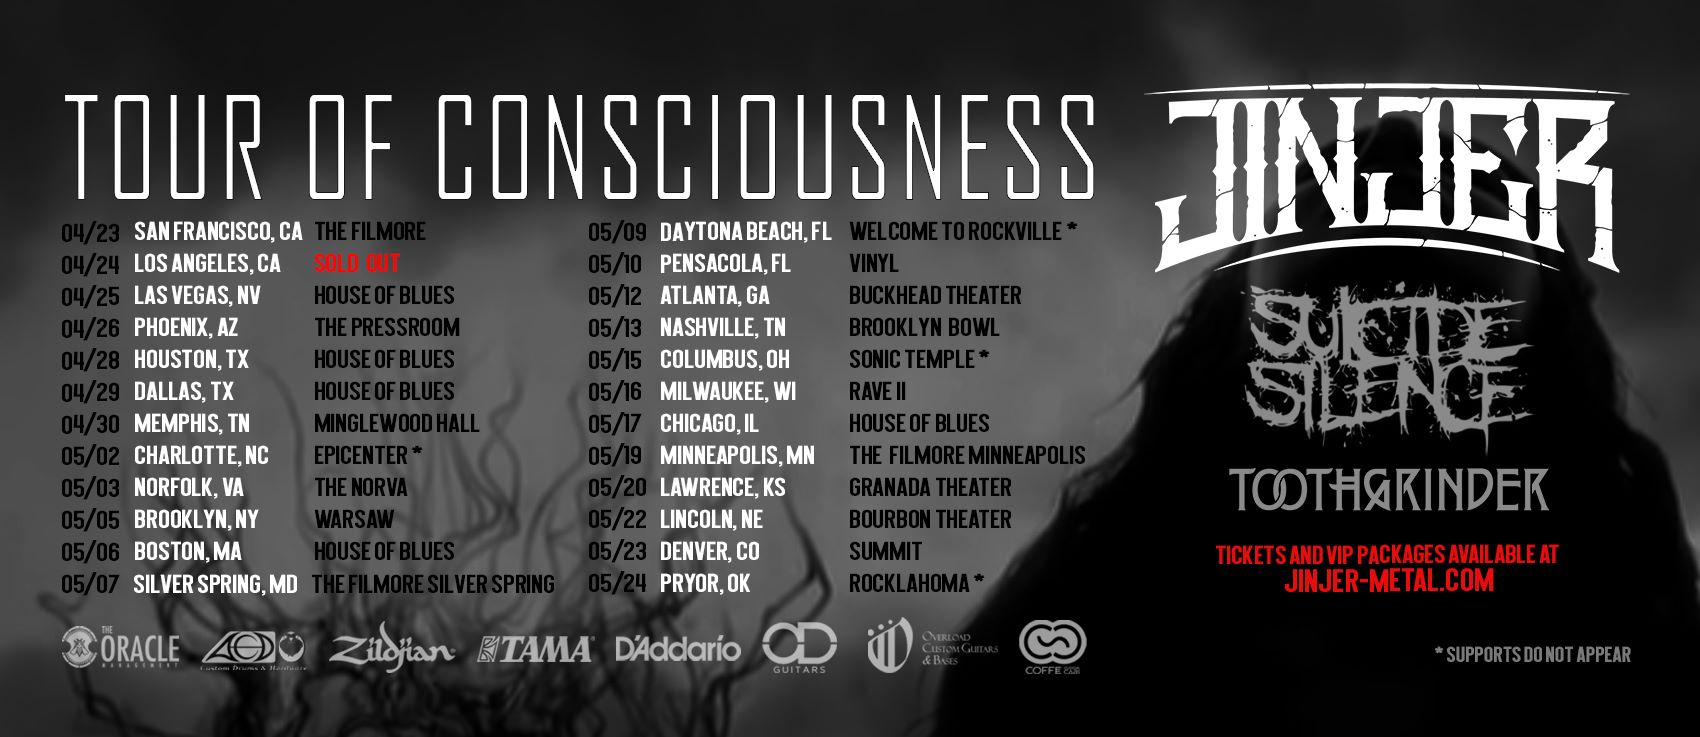 TOUR OF CONSCIOUSNESS
04/23 SAN FRANCISCO, CA THE FILMORE
04/24 LOS ANGELES, CA SOLD OUT
04/25 LAS VEGAS, NV HOUSE OF BLUES
04/26 PHOENIX, AZ THE PRESSROOM
04/28 HOUSTON, TX HOUSE OF BLUES
04/29 DALLAS, TX HOUSE OF BLUES
04/30 MEMPHIS, TN MINGLEWOOD HALL
05/02 CHARLOTTE, NC EPICENTER *
05/03 NORFOLK, VA THE NORVA
05/05 BROOKLYN, NY WARSAW
05/06 BOSTON, MA HOUSE OF BLUES
05/07 SILVER SPRING, MD THE FILMORE SILVER SPRING
05/09 DAYTONA BEACH, FL WELCOME TO ROCKVILLE *
05/10 PENSACOLA, FL VINYL
05/12 ATLANTA, GA BUCKHEAD THEATER
05/13 NASHVILLE, TN BROOKLYN BOWL
05/15 COLUMBUS, OH SONIC TEMPLE *
05/16 MILWAUKEE, WI RAVE II
05/17 CHICAGO, IL HOUSE OF BLUES
05/19 MINNEAPOLIS, MN THE FILMORE MINNEAPOLIS
05/20 LAWRENCE, KS GRANADA THEATER
05/22 LINCOLN, NE BOURBON THEATER
05/23 DENVER, CO SUMMIT
05/24 PRYOR, OK ROCKLAHOMA *
JINJER
SUICIDE
SILENCE
TOOTHGRINDER
TICKETS AND VIP PACKAGES AVAILABLE AT
JINJER-METAL.COM
* SUPPORTS DO NOT APPEAR
THE
ORACLE
MANAGEMENT
Custom Drums & Hardware
Zildjian
TAMA
D'Addario
GUITARS
OVERLOAD
CUSTOM GUITARS
& BASES
COFFE